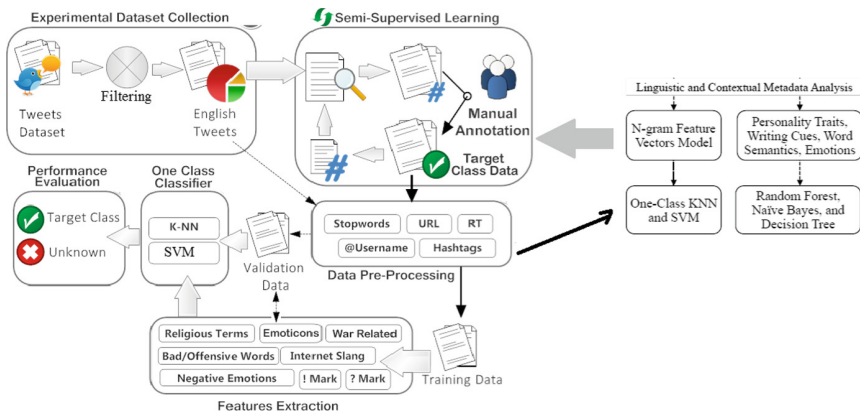 Experimental Dataset Collection
Tweets
Dataset
Filtering
English
Tweets
Semi-Supervised Learning
#
Manual
Annotation
#
Target
Class Data
Linguistic and Contextual Metadata Analysis
N-gram Feature
Vectors Model
Personality Traits,
Writing Cues, Word
Semantics, Emotions
One-Class KNN
and SVM
Random Forest,
Naïve Bayes, and
Decision Tree
Performance
Evaluation
Target Class
Unknown
One Class
Classifier
K-NN
SVM
Validation
Data
Stopwords
URL
RT
@Username
Hashtags
Data Pre-Processing
Religious Terms
Emoticons
War Related
Bad/Offensive Words
Internet Slang
Negative Emotions
! Mark
? Mark
Features Extraction
Training Data